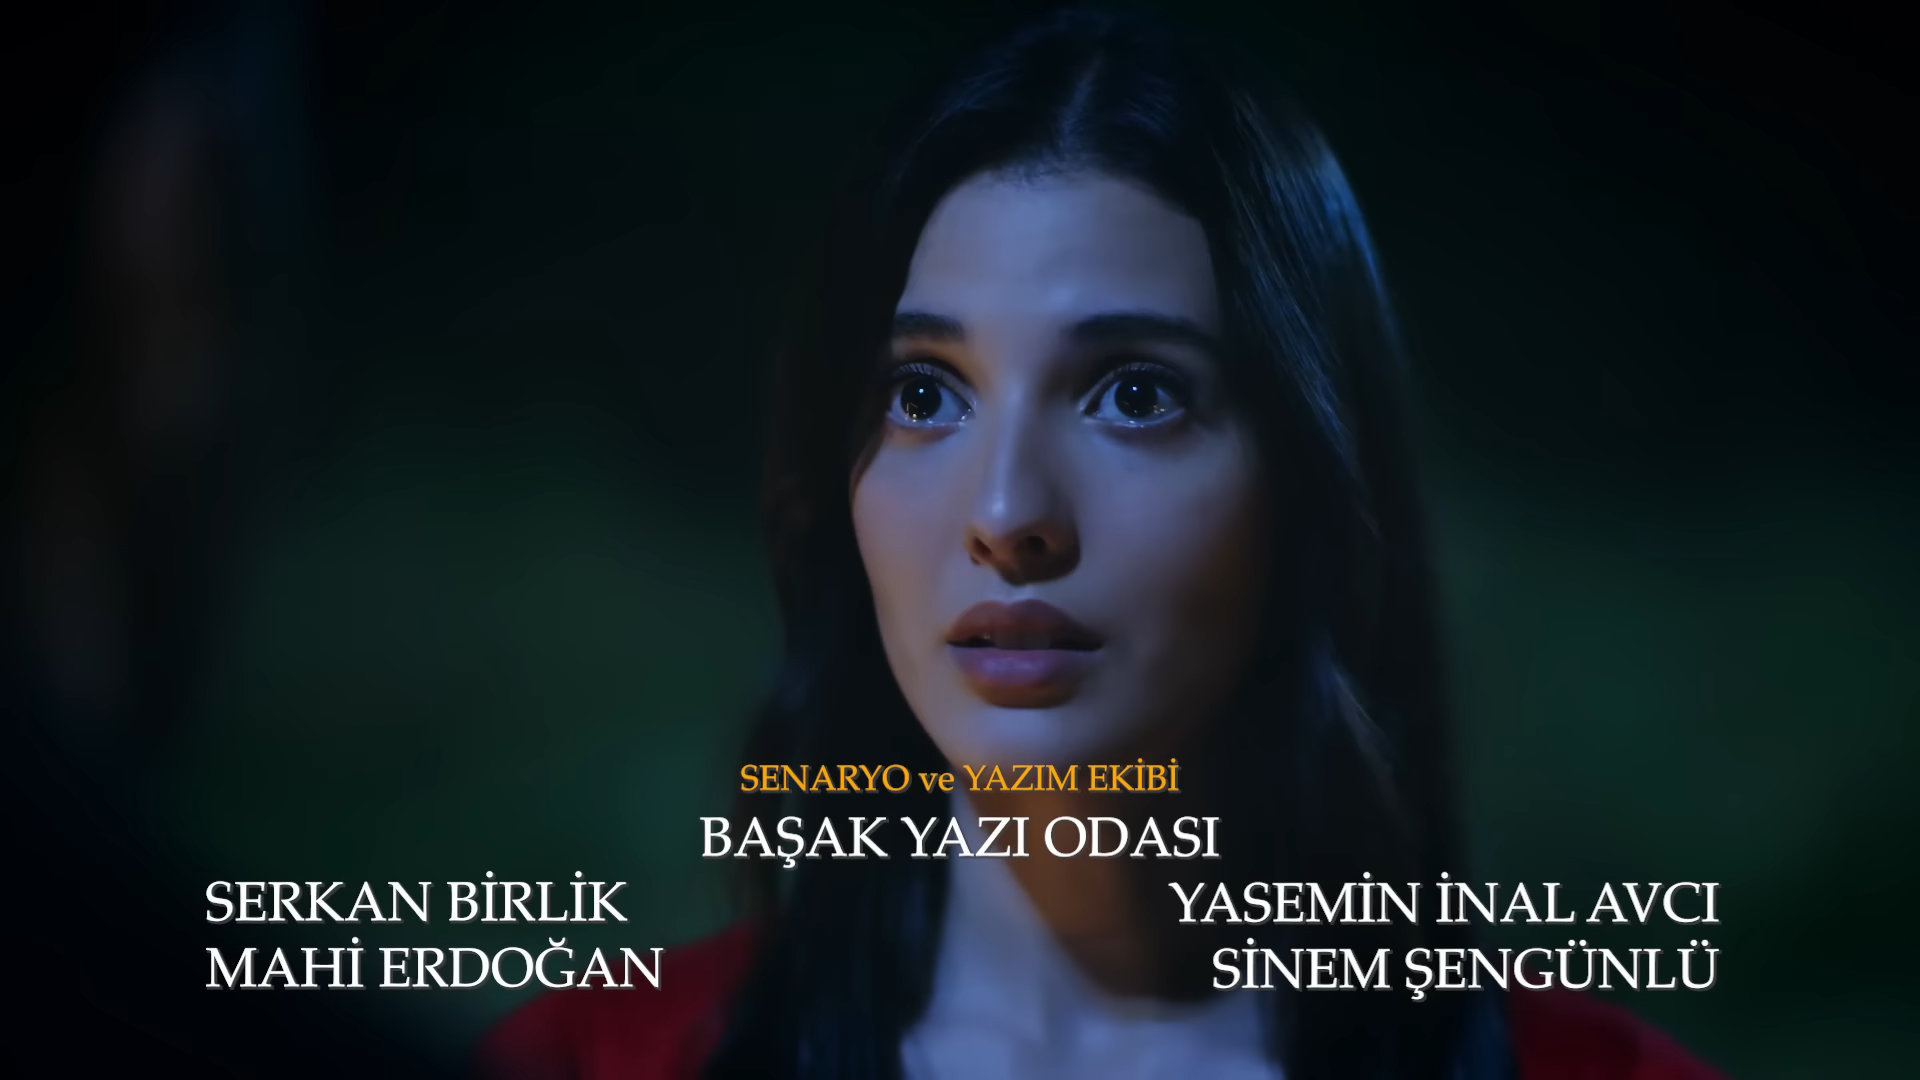 SENARYO ve YAZIM EKİBİ
BAŞAK YAZI ODASI
SERKAN BİRLİK
YASEMİN İNAL AVCI
MAHİ ERDOĞAN
SİNEM ŞENGÜNLÜ